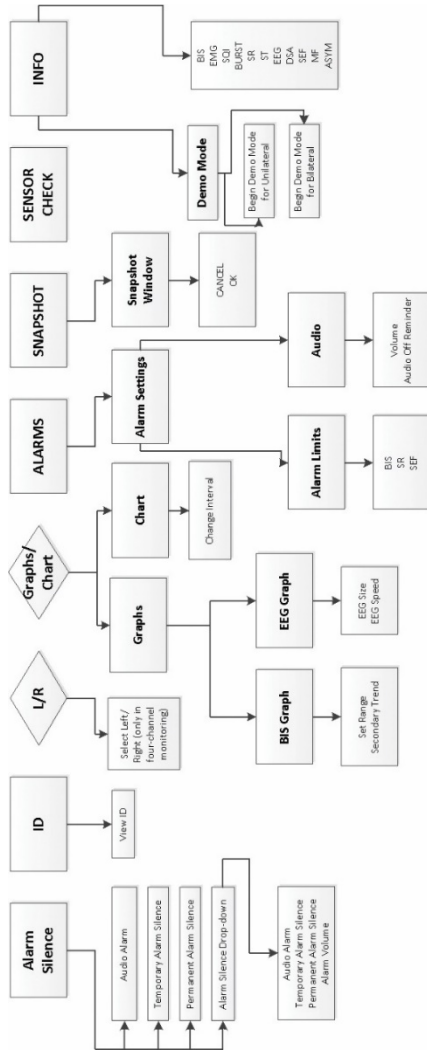 Alarm
Silence
Audio Alarm
Temporary Alarm Silence
Permanent Alarm Silence
Alarm Silence Drop-down
Audio Alarm
Temporary Alarm Silence
Permanent Alarm Silence
Alarm Volume
ID
View ID
L/R
Select Left/
Right (only in
four-channel
monitoring)
Graphs/
Chart
Graphs
BIS Graph
Set Range
Secondary Trend
EEG Graph
EEG Size
EEG Speed
Chart
Change Interval
ALARMS
Alarm Settings
Alarm Limits
BIS
SR
SEF
Audio
Volume
Audio Off Reminder
SNAPSHOT
Snapshot
Window
CANCEL
OK
SENSOR
CHECK
INFO
Demo Mode
Begin Demo Mode
for Unilateral
Begin Demo Mode
for Bilateral
BIS
EMG
SQI
BURST
SR
ST
EEG
DSA
SEF
MF
ASYM